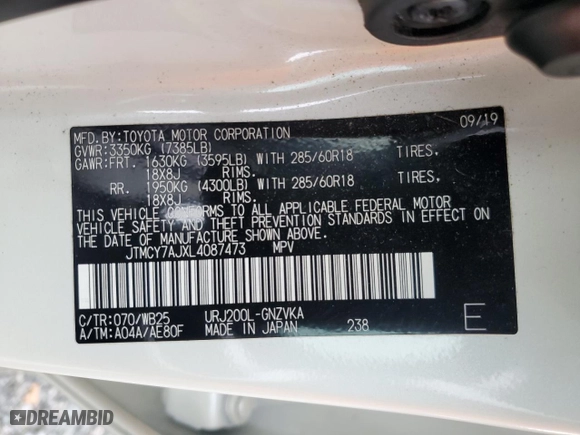 MFD.BY:TOYOTA MOTOR CORPORATION 09/19
GVWR:3350KG (7385LB)
GAWR:FRT. 1630KG (3595LB) WITH 285/60R18 TIRES,
18X8J RIMS.
RR. 1950KG (4300LB) WITH 285/60R18 TIRES,
18X8J RIMS.
THIS VEHICLE CONFORMS TO ALL APPLICABLE FEDERAL MOTOR
VEHICLE SAFETY AND THEFT PREVENTION STANDARDS IN EFFECT ON
THE DATE OF MANUFACTURE SHOWN ABOVE.
JTMCY7AJXL4087473 MPV
C/TR:070/WB25 URJ200L-GNZVKA
A/TM:A04A/AE80F MADE IN JAPAN 238 E
DREAMBID